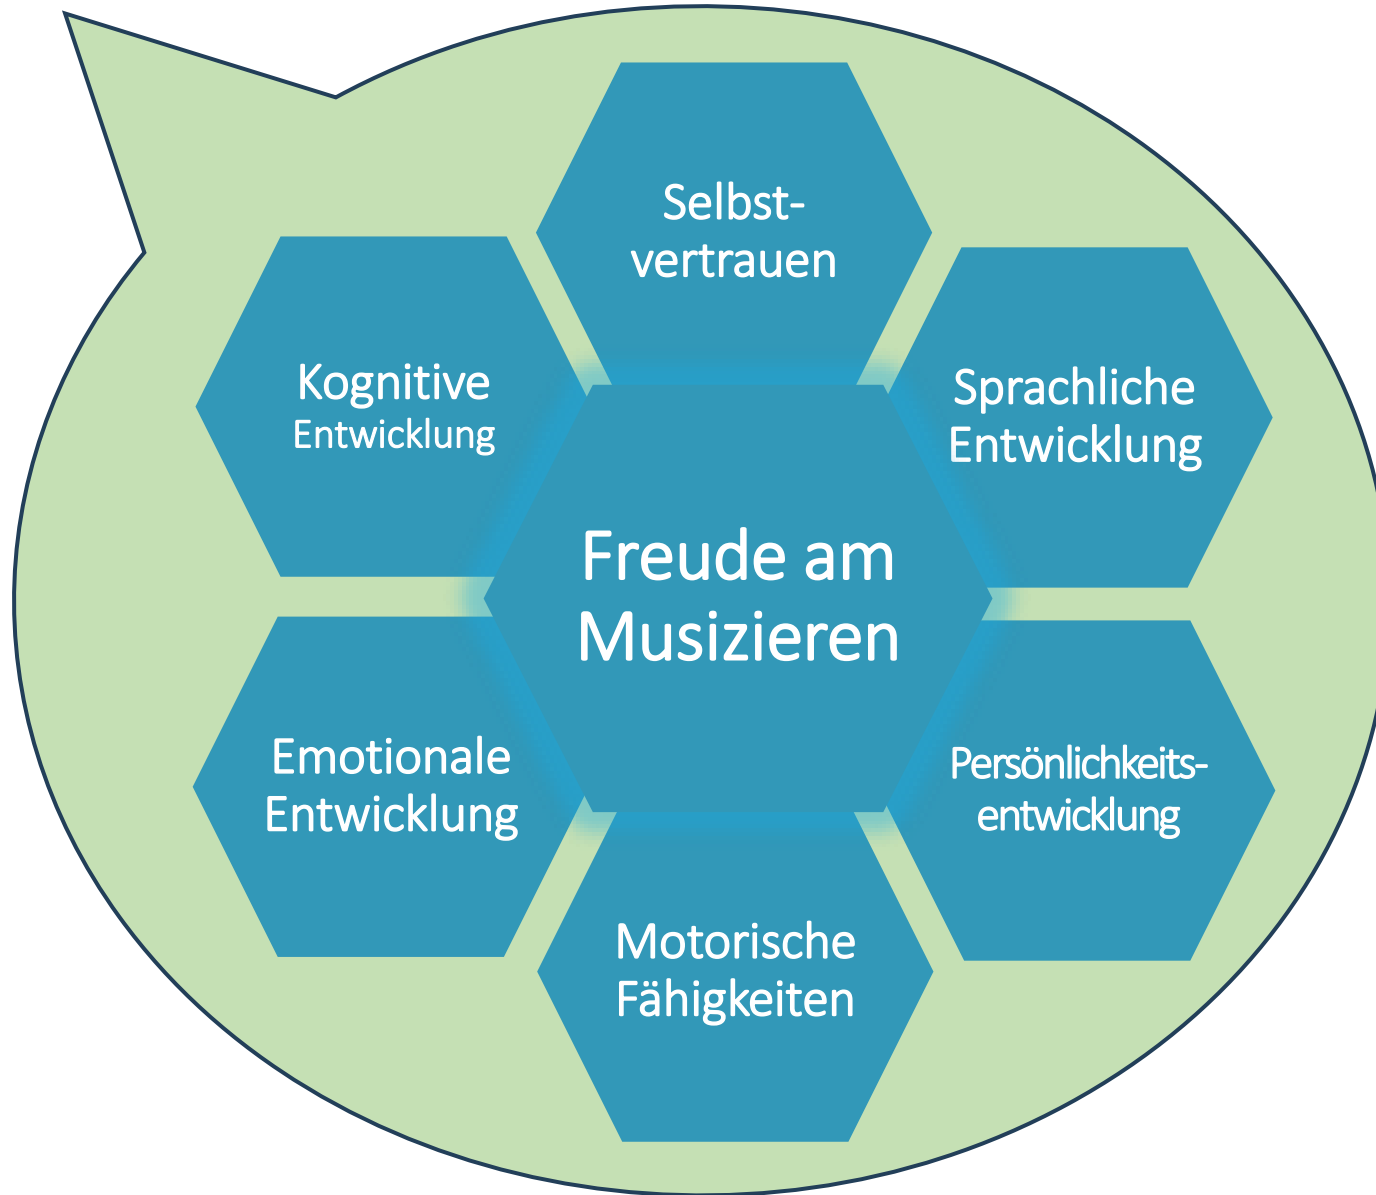 Selbst-
vertrauen
Kognitive
Entwicklung
Sprachliche
Entwicklung
Freude am
Musizieren
Emotionale
Entwicklung
Persönlichkeits-
entwicklung
Motorische
Fähigkeiten